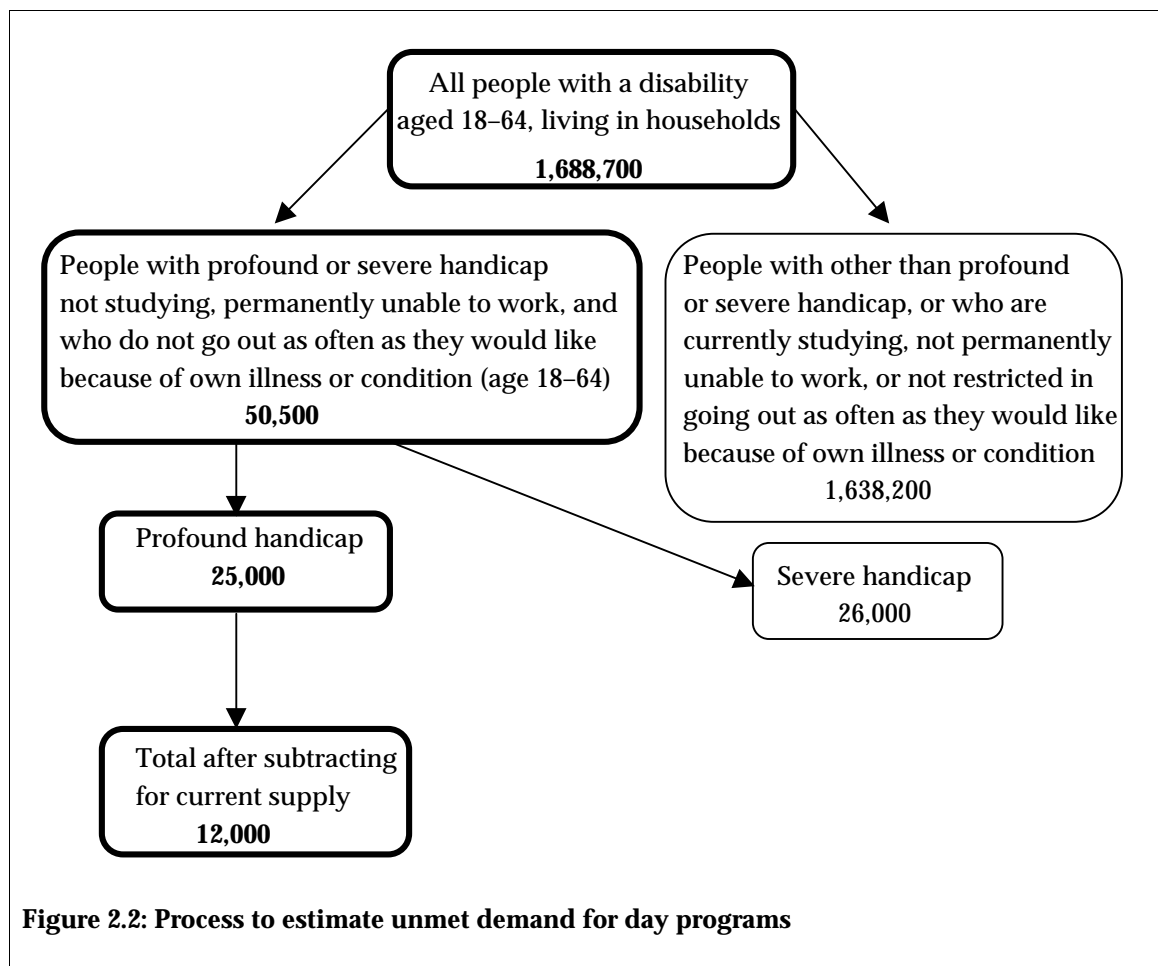 All people with a disability
aged 18–64, living in households
1,688,700
People with profound or severe handicap
not studying, permanently unable to work, and
who do not go out as often as they would like
because of own illness or condition (age 18–64)
50,500
People with other than profound
or severe handicap, or who are
currently studying, not permanently
unable to work, or not restricted in
going out as often as they would like
because of own illness or condition
1,638,200
Profound handicap
25,000
Severe handicap
26,000
Total after subtracting
for current supply
12,000
Figure 2.2: Process to estimate unmet demand for day programs